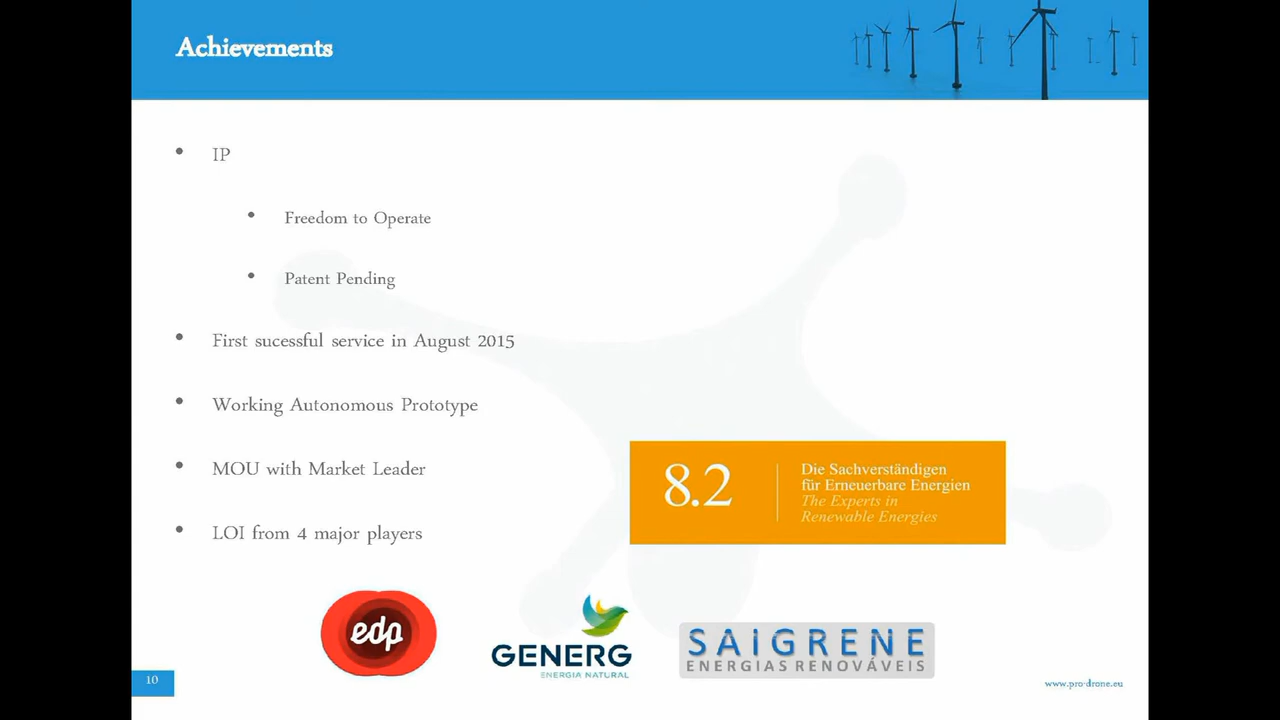 Achievements
IP
Freedom to Operate
Patent Pending
First sucessful service in August 2015
Working Autonomous Prototype
MOU with Market Leader
LOI from 4 major players
8.2
Die Sachverständigen
für Erneuerbare Energien
The Experts in
Renewable Energies
edp
GENERG
ENERGIA NATURAL
SAIGRENE
ENERGIAS RENOVÁVEIS
10
www.pro-drone.eu